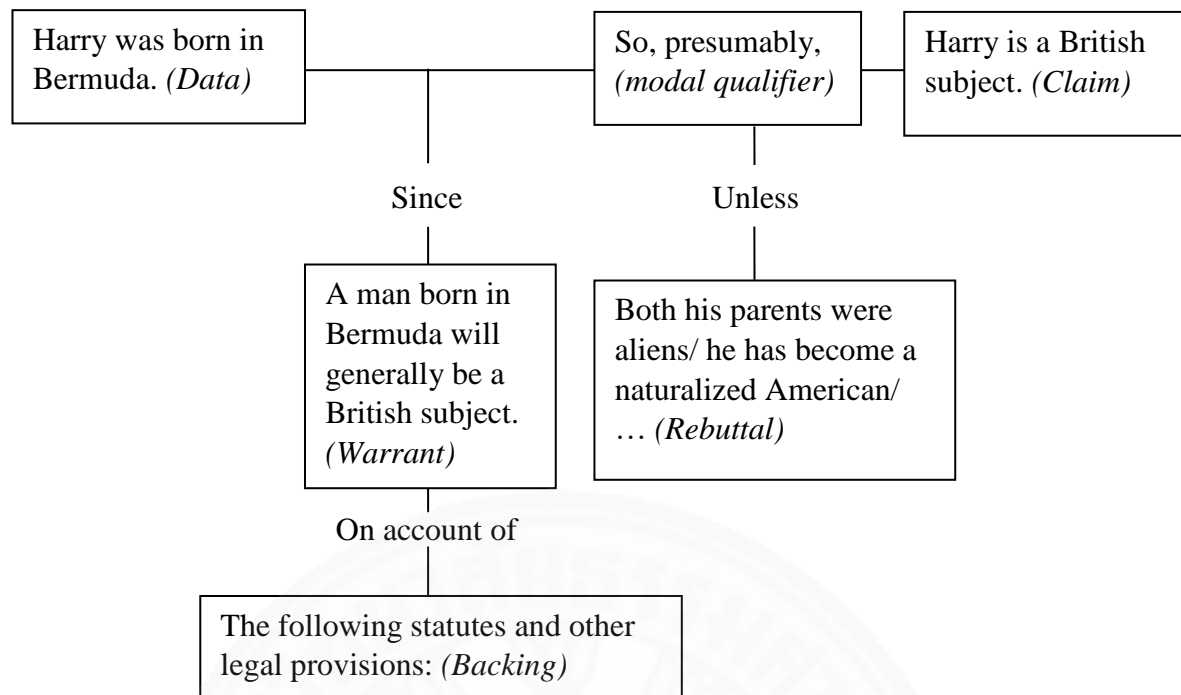 Harry was born in
Bermuda. (Data)
So, presumably,
(modal qualifier)
Harry is a British
subject. (Claim)
Since
Unless
A man born in
Bermuda will
generally be a
British subject.
(Warrant)
Both his parents were
aliens/ he has become a
naturalized American/
… (Rebuttal)
On account of
The following statutes and other
legal provisions: (Backing)